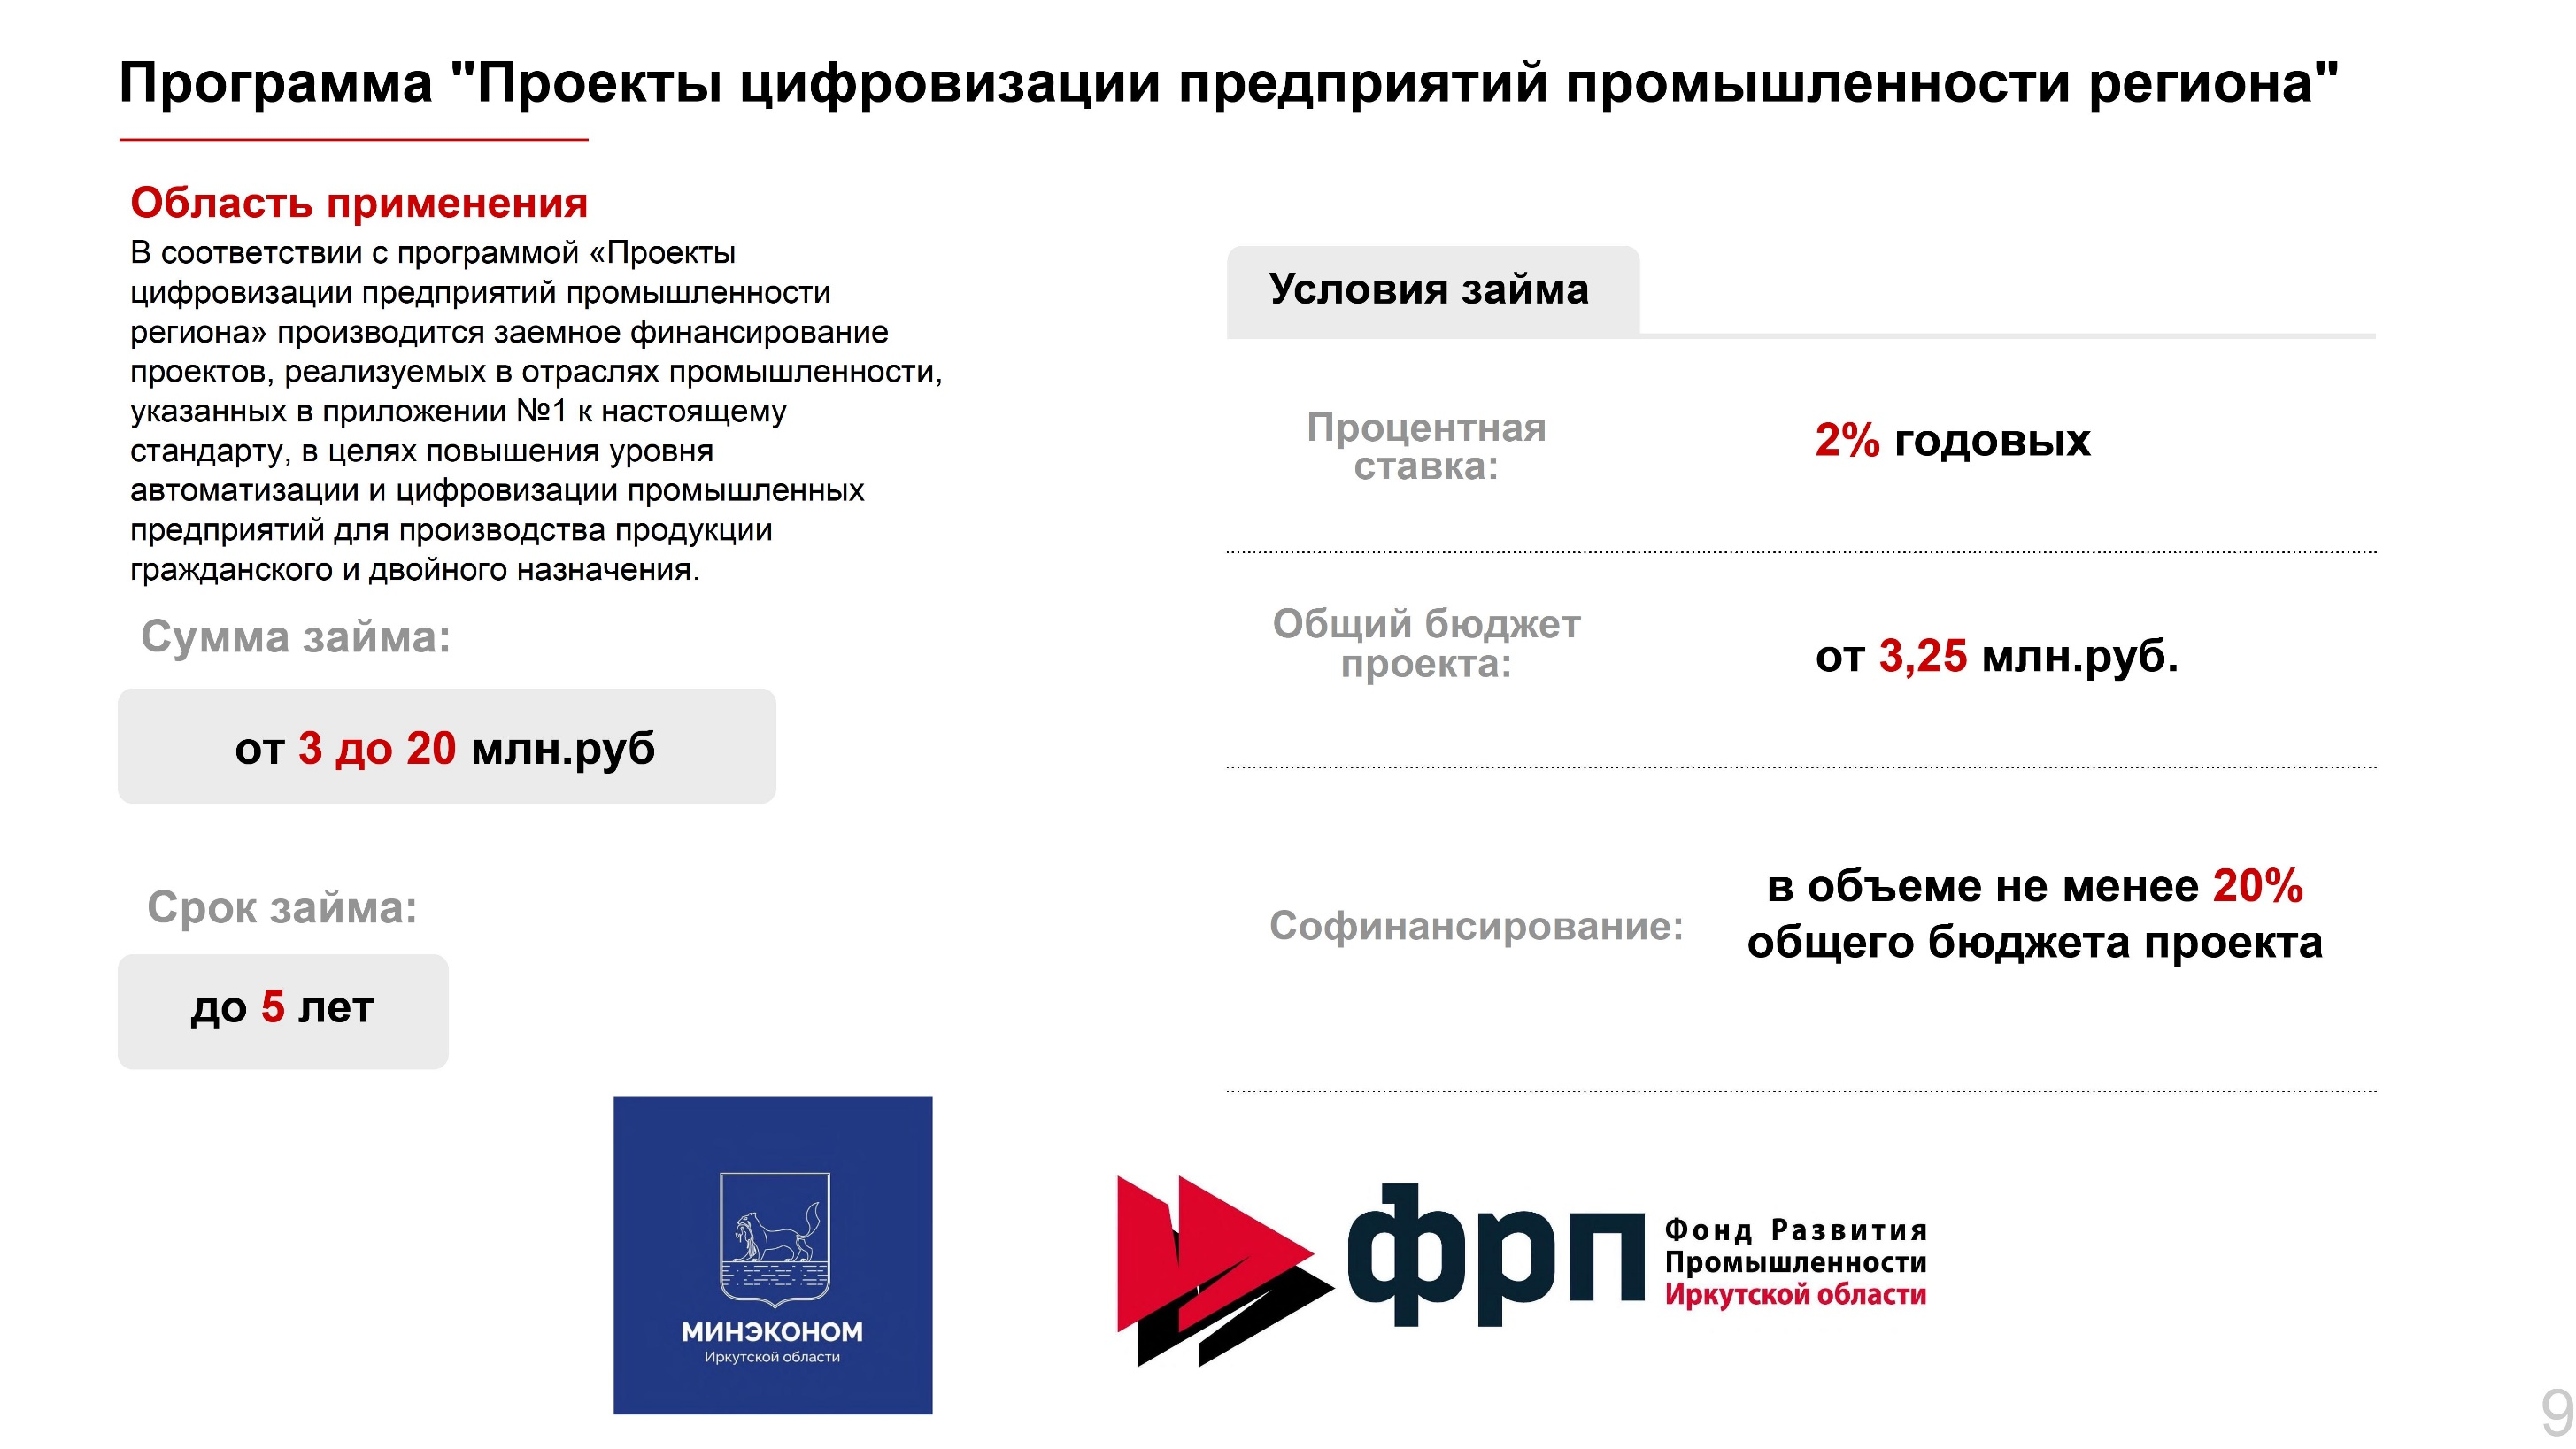 Программа "Проекты цифровизации предприятий промышленности региона"
Область применения
В соответствии с программой «Проекты
цифровизации предприятий промышленности
региона» производится заемное финансирование
проектов, реализуемых в отраслях промышленности,
указанных в приложении №1 к настоящему
стандарту, в целях повышения уровня
автоматизации и цифровизации промышленных
предприятий для производства продукции
гражданского и двойного назначения.
Сумма займа:
от 3 до 20 млн.руб
Срок займа:
до 5 лет
Условия займа
Процентная
ставка:
2% годовых
Общий бюджет
проекта:
от 3,25 млн.руб.
Софинансирование:
в объеме не менее 20%
общего бюджета проекта
МИНЭКОНОМ
Иркутской области
фрп
Фонд Развития
Промышленности
Иркутской области
9